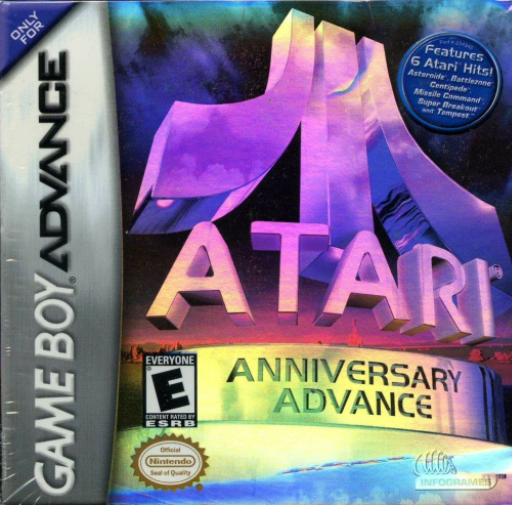 ONLY
FOR
GAME BOY ADVANCE
Features
6 Atari Hits!
Asteroids, Battlezone
Centipede
Missile Command
Super Breakout
and Tempest™
ATARI®
ANNIVERSARY
ADVANCE
EVERYONE
E
CONTENT RATED BY
ESRB
Official
Nintendo
Seal of Quality
INFOGRAMES